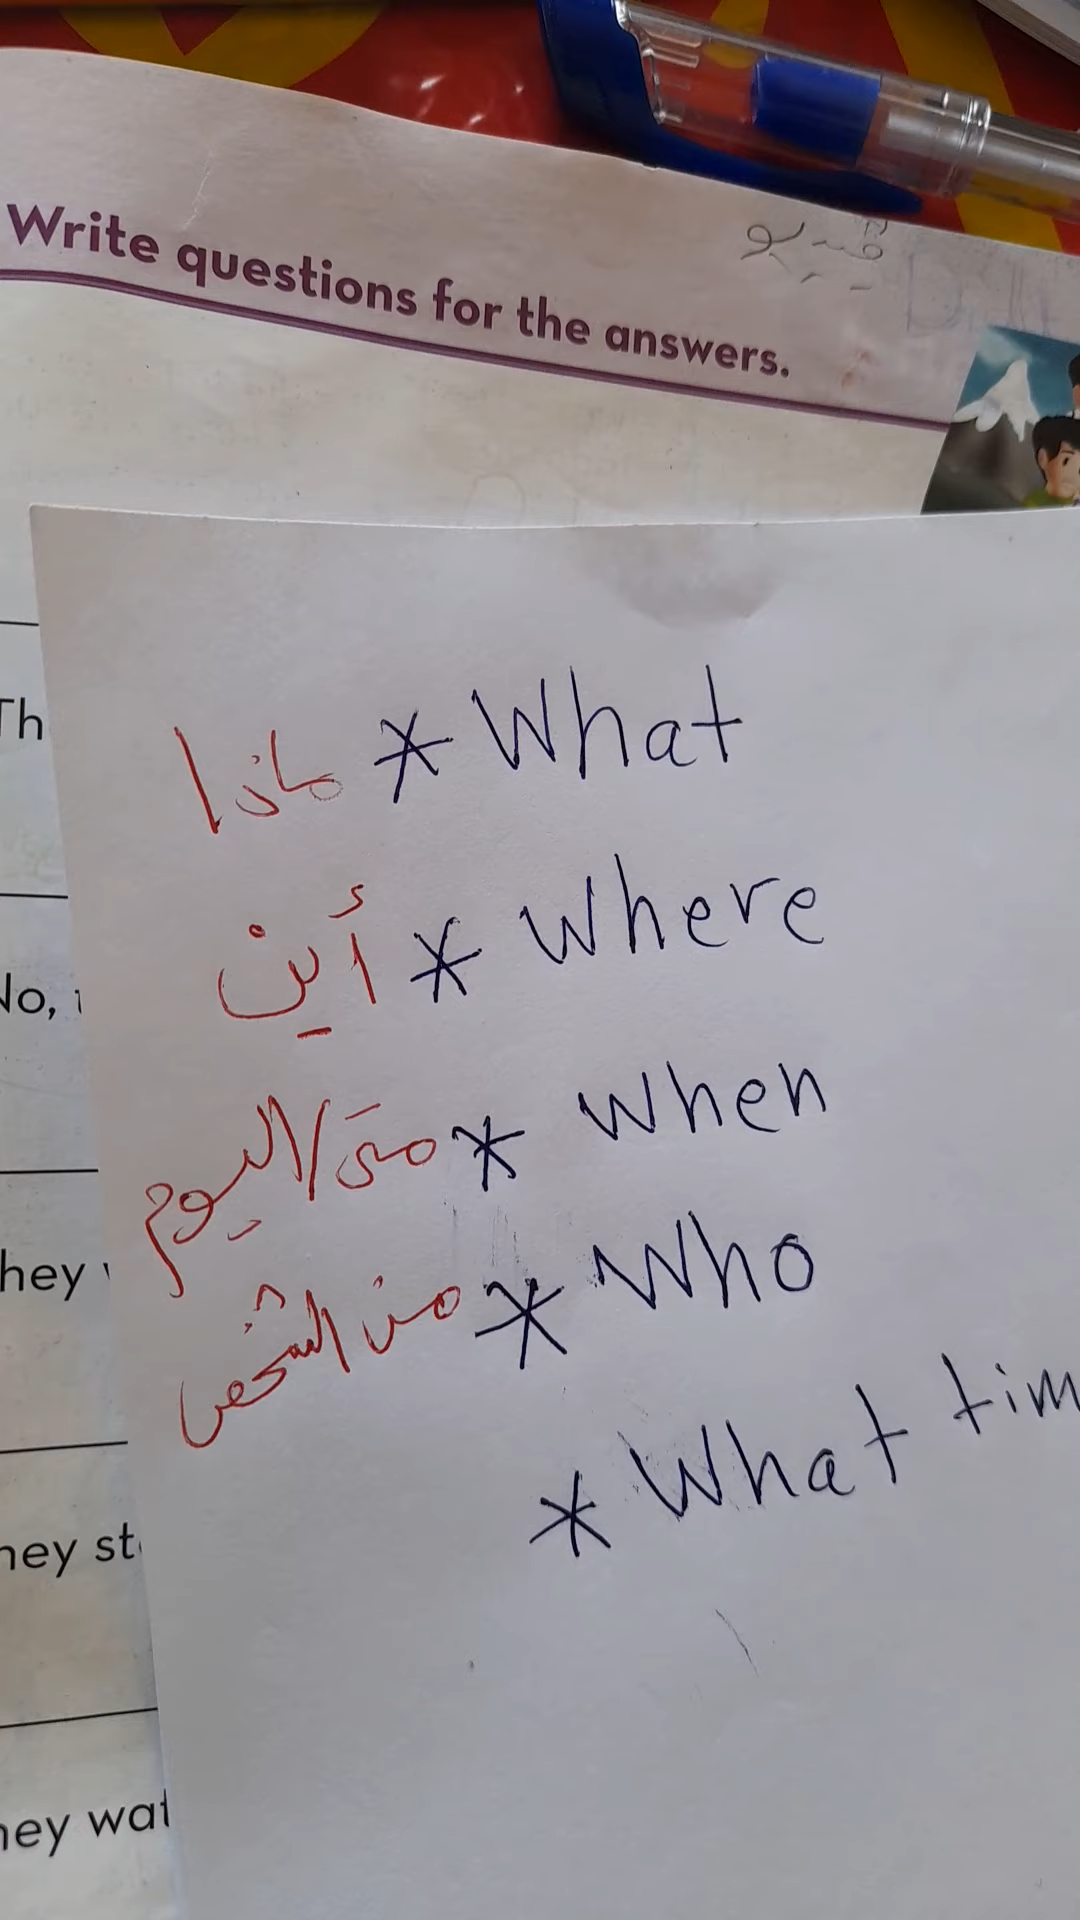 Write questions for the answers.
Th
* What ماذا
* Where أين
No,
* When متى / اليوم
* Who من الشخص
hey
* What tim
hey st
hey wat